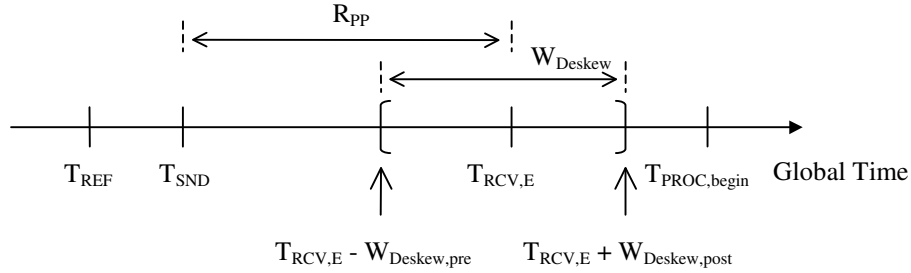 R_PP
W_Deskew
T_REF T_SND T_RCV,E T_PROC,begin Global Time
T_RCV,E - W_Deskew,pre T_RCV,E + W_Deskew,post